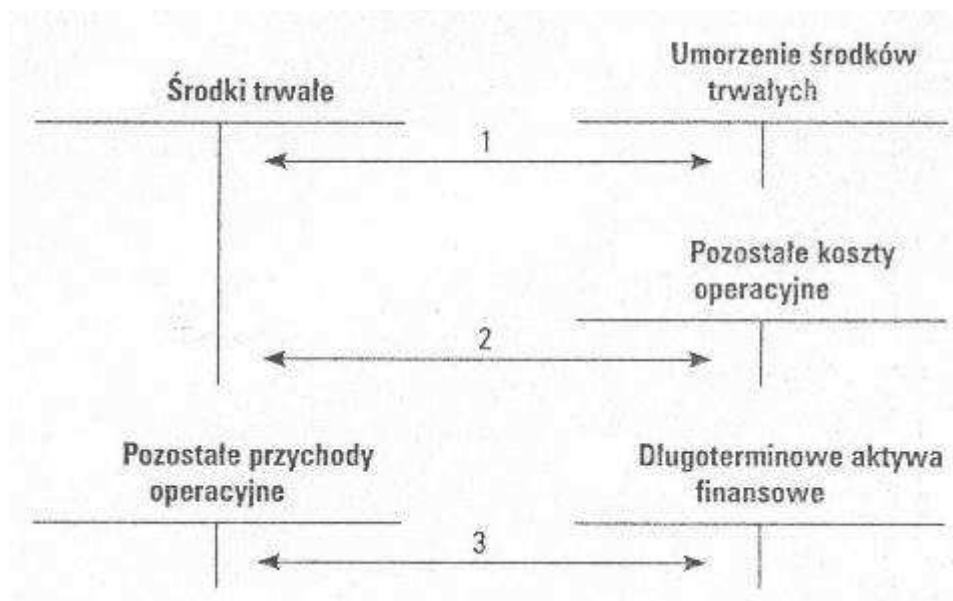 Środki trwałe
Umorzenie środków
trwałych
1
Pozostałe koszty
operacyjne
2
Pozostałe przychody
operacyjne
Długoterminowe aktywa
finansowe
3